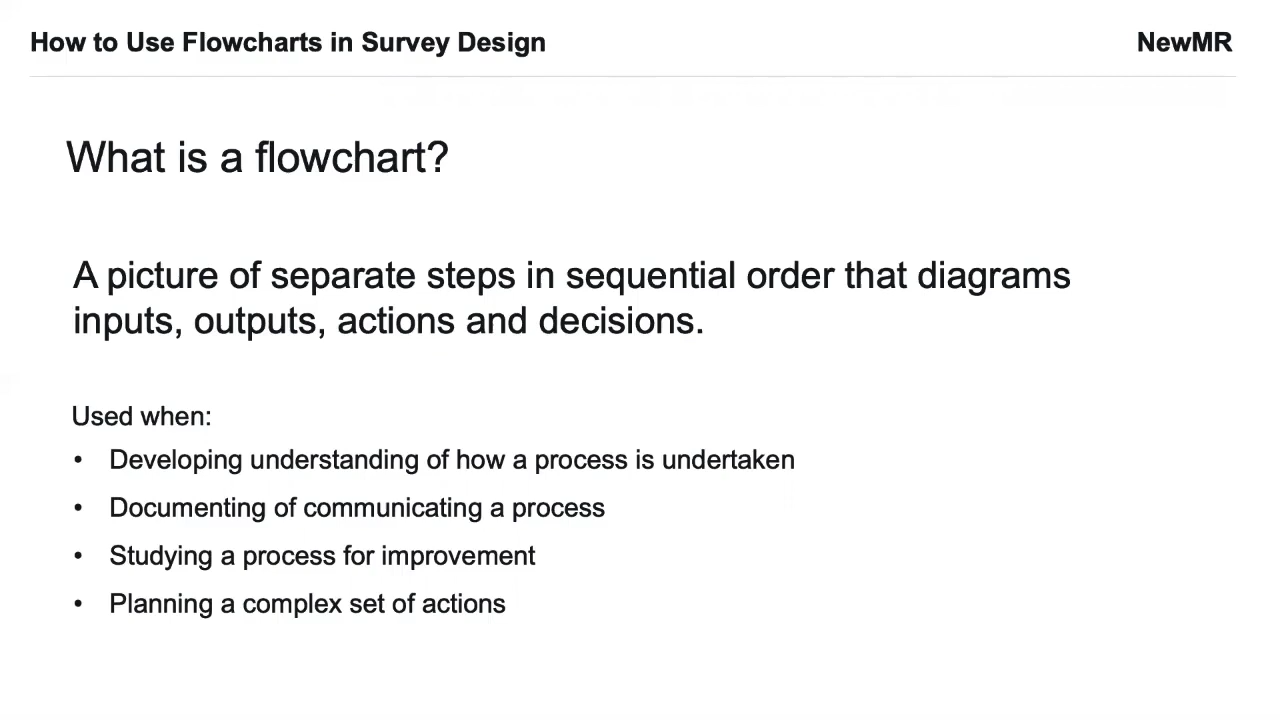 How to Use Flowcharts in Survey Design
NewMR
What is a flowchart?
A picture of separate steps in sequential order that diagrams
inputs, outputs, actions and decisions.
Used when:
• Developing understanding of how a process is undertaken
• Documenting of communicating a process
• Studying a process for improvement
• Planning a complex set of actions